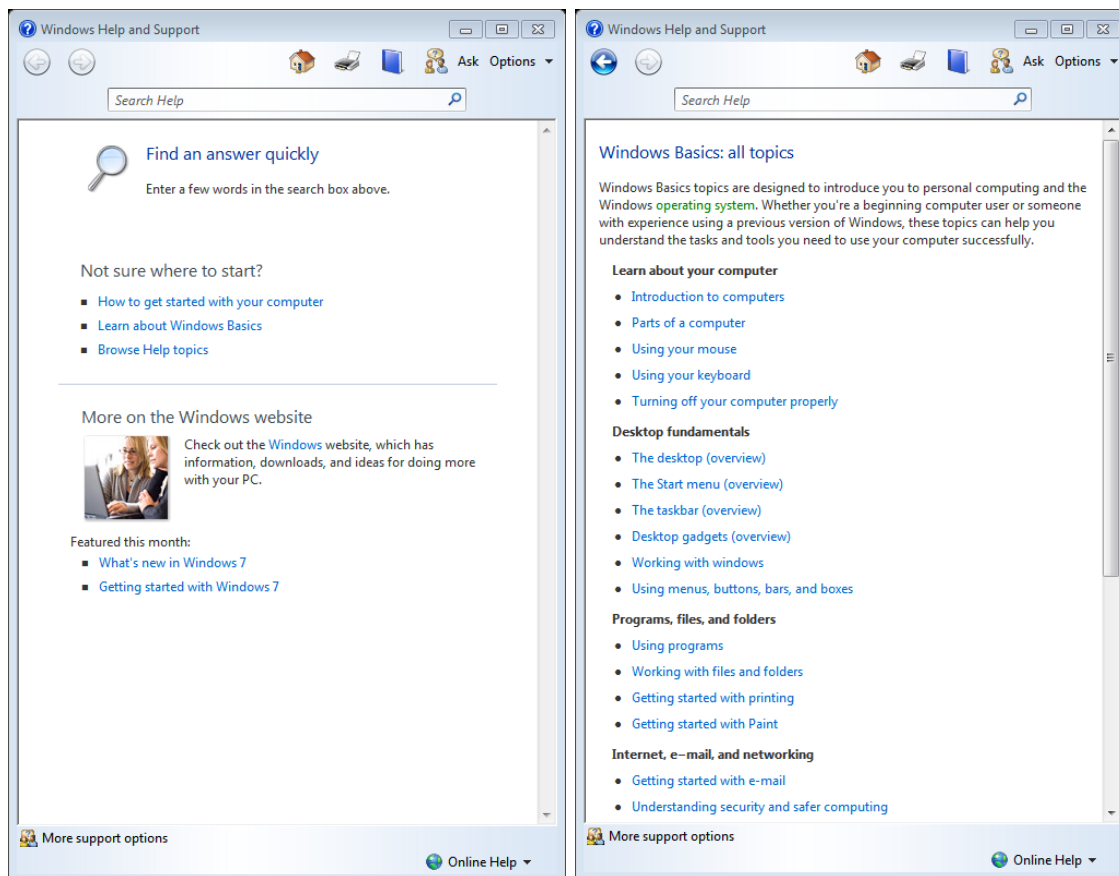 Windows Help and Support
Ask Options
Search Help
Find an answer quickly
Enter a few words in the search box above.
Not sure where to start?
How to get started with your computer
Learn about Windows Basics
Browse Help topics
More on the Windows website
Check out the Windows website, which has
information, downloads, and ideas for doing more
with your PC.
Featured this month:
What's new in Windows 7
Getting started with Windows 7
More support options
Online Help
Windows Help and Support
Ask Options
Search Help
Windows Basics: all topics
Windows Basics topics are designed to introduce you to personal computing and the
Windows operating system. Whether you're a beginning computer user or someone
with experience using a previous version of Windows, these topics can help you
understand the tasks and tools you need to use your computer successfully.
Learn about your computer
Introduction to computers
Parts of a computer
Using your mouse
Using your keyboard
Turning off your computer properly
Desktop fundamentals
The desktop (overview)
The Start menu (overview)
The taskbar (overview)
Desktop gadgets (overview)
Working with windows
Using menus, buttons, bars, and boxes
Programs, files, and folders
Using programs
Working with files and folders
Getting started with printing
Getting started with Paint
Internet, e–mail, and networking
Getting started with e-mail
Understanding security and safer computing
More support options
Online Help